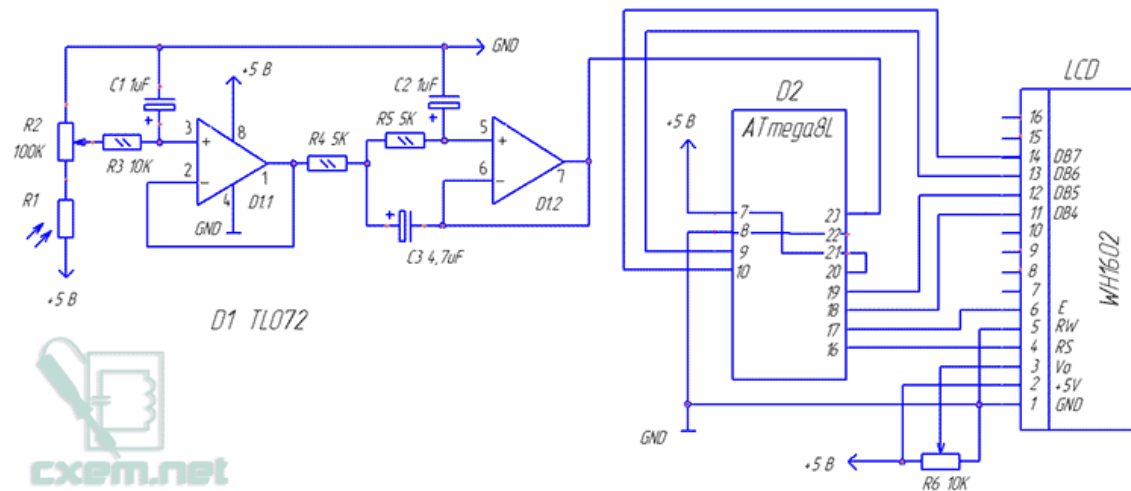 GND
C1 1uF
+5 В
R2
100K
R3 10K
3
+
2
−
8
4
1
D1.1
GND
R1
+5 В
R4 5K
C2 1uF
R5 5K
5
+
6
−
7
D1.2
C3 4,7uF
D1 TL072
D2
ATmega8L
+5 В
7
8
9
10
23
22
21
20
19
18
17
16
GND
LCD
16
15
14 DB7
13 DB6
12 DB5
11 DB4
10
9
8
7
6 E
5 RW
4 RS
3 Vo
2 +5V
1 GND
WH1602
+5 В
R6 10K
cxem.net